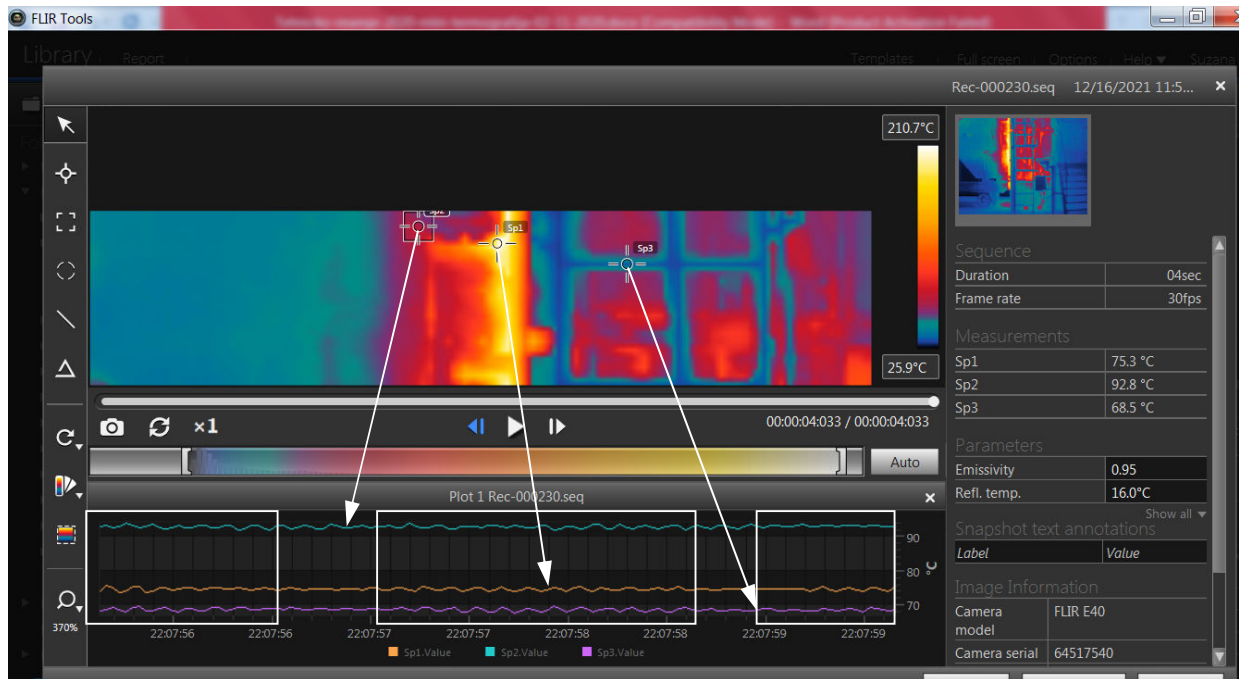 FLIR Tools
Library Report Templates Full screen Options Help Suzana
Rec-000230.seq 12/16/2021 11:5...
210.7°C
Sp2
Sp1
Sp3
25.9°C
Sequence
Duration 04sec
Frame rate 30fps
Measurements
Sp1 75.3 °C
Sp2 92.8 °C
Sp3 68.5 °C
×1
00:00:04:033 / 00:00:04:033
Auto
Parameters
Emissivity 0.95
Refl. temp. 16.0°C
Show all
Plot 1 Rec-000230.seq
Snapshot text annotations
Label Value
90
80
°C
70
Image Information
Camera model FLIR E40
Camera serial 64517540
370%
22:07:56 22:07:56 22:07:57 22:07:57 22:07:58 22:07:58 22:07:59 22:07:59
Sp1.Value Sp2.Value Sp3.Value